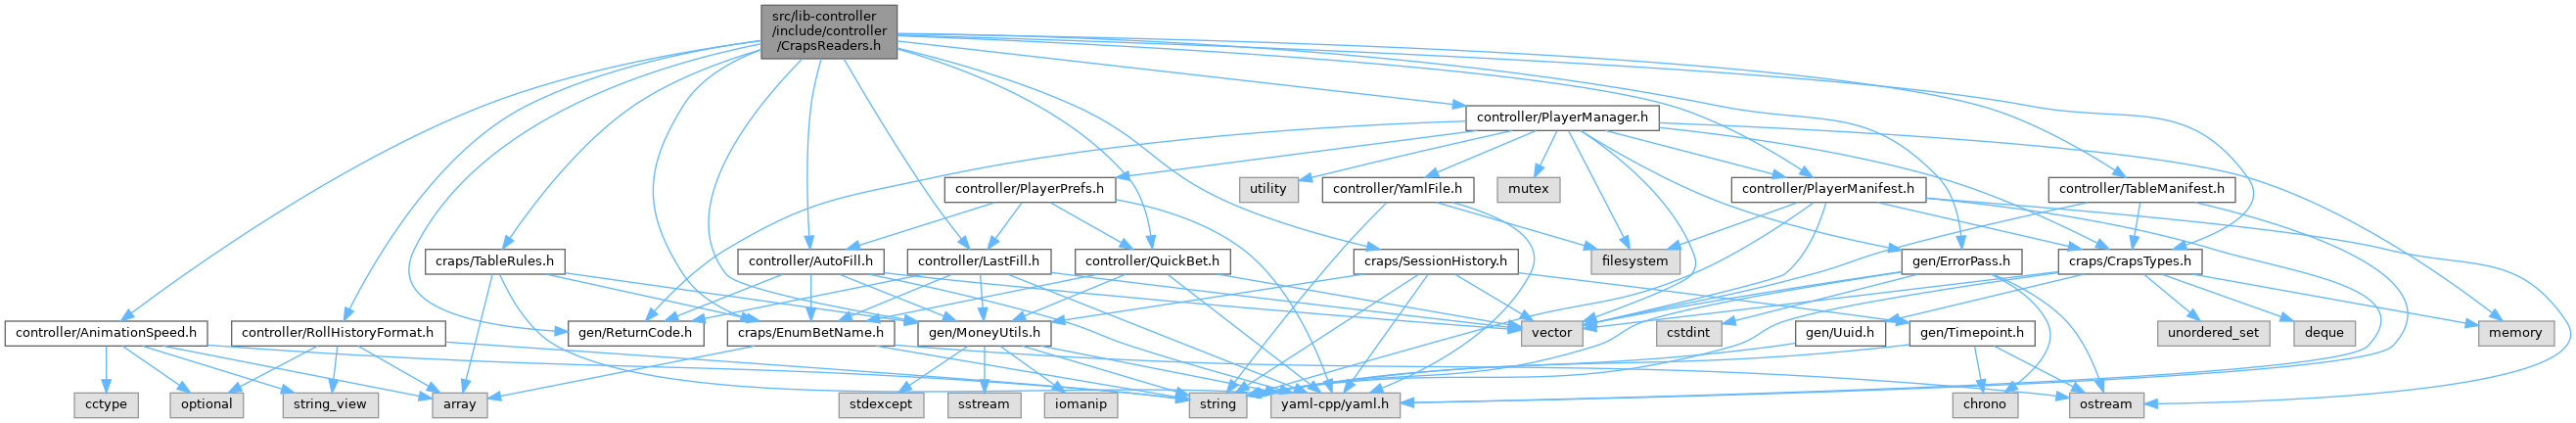 src/lib-controller
/include/controller
/CrapsReaders.h
controller/PlayerManager.h
controller/PlayerPrefs.h
utility
controller/YamlFile.h
mutex
controller/PlayerManifest.h
controller/TableManifest.h
craps/TableRules.h
controller/AutoFill.h
controller/LastFill.h
controller/QuickBet.h
craps/SessionHistory.h
filesystem
gen/ErrorPass.h
craps/CrapsTypes.h
controller/AnimationSpeed.h
controller/RollHistoryFormat.h
gen/ReturnCode.h
craps/EnumBetName.h
gen/MoneyUtils.h
vector
cstdint
gen/Uuid.h
gen/Timepoint.h
unordered_set
deque
memory
cctype
optional
string_view
array
stdexcept
sstream
iomanip
string
yaml-cpp/yaml.h
chrono
ostream